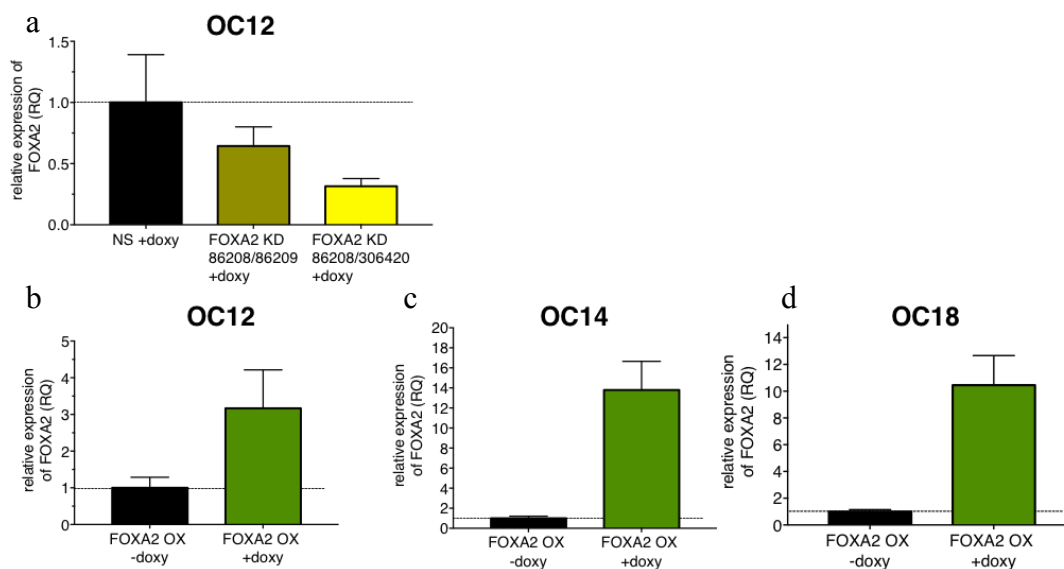 a
OC12
relative expression of
FOXA2 (RQ)
1.5
1.0
0.5
0.0
NS +doxy
FOXA2 KD
86208/86209
+doxy
FOXA2 KD
86208/306420
+doxy
b
OC12
relative expression
of FOXA2 (RQ)
5
4
3
2
1
0
FOXA2 OX
-doxy
FOXA2 OX
+doxy
c
OC14
relative expression
of FOXA2 (RQ)
20
18
16
14
12
10
8
6
4
2
0
FOXA2 OX
-doxy
FOXA2 OX
+doxy
d
OC18
relative expression
of FOXA2 (RQ)
14
12
10
8
6
4
2
0
FOXA2 OX
-doxy
FOXA2 OX
+doxy